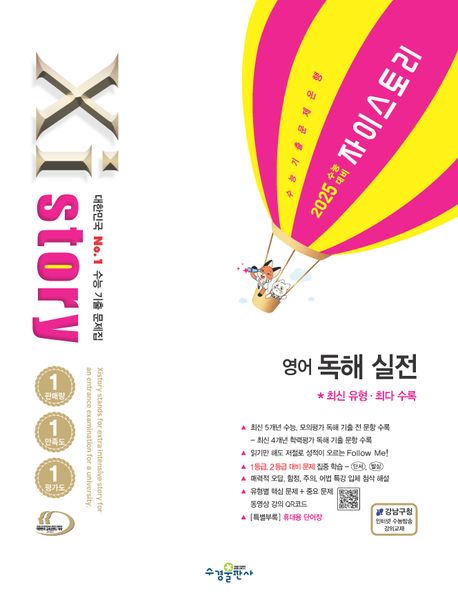 Xi
story
대한민국 No.1 수능 기출 문제집
Xistory stands for extra intensive story for
an entrance examination for a university.
1
판매량
1
만족도
1
평가도
수능기출문제은행
2025 수능 대비
자이스토리
영어 독해 실전
* 최신 유형 · 최다 수록
▲ 최신 5개년 수능, 모의평가 독해 기출 전 문항 수록
- 최신 4개년 학력평가 독해 기출 문항 수록
▲ 읽기만 해도 저절로 성적이 오르는 Follow Me!
▲ 1등급, 2등급 대비 문제 집중 학습 - 단서, 발상
▲ 매력적 오답, 함정, 주의, 어법 특강 입체 첨삭 해설
▲ 유형별 핵심 문제 + 중요 문제
동영상 강의 QR코드
▲ [특별부록] 휴대용 단어장
강남구청
인터넷 수능방송
강의교재
수경출판사